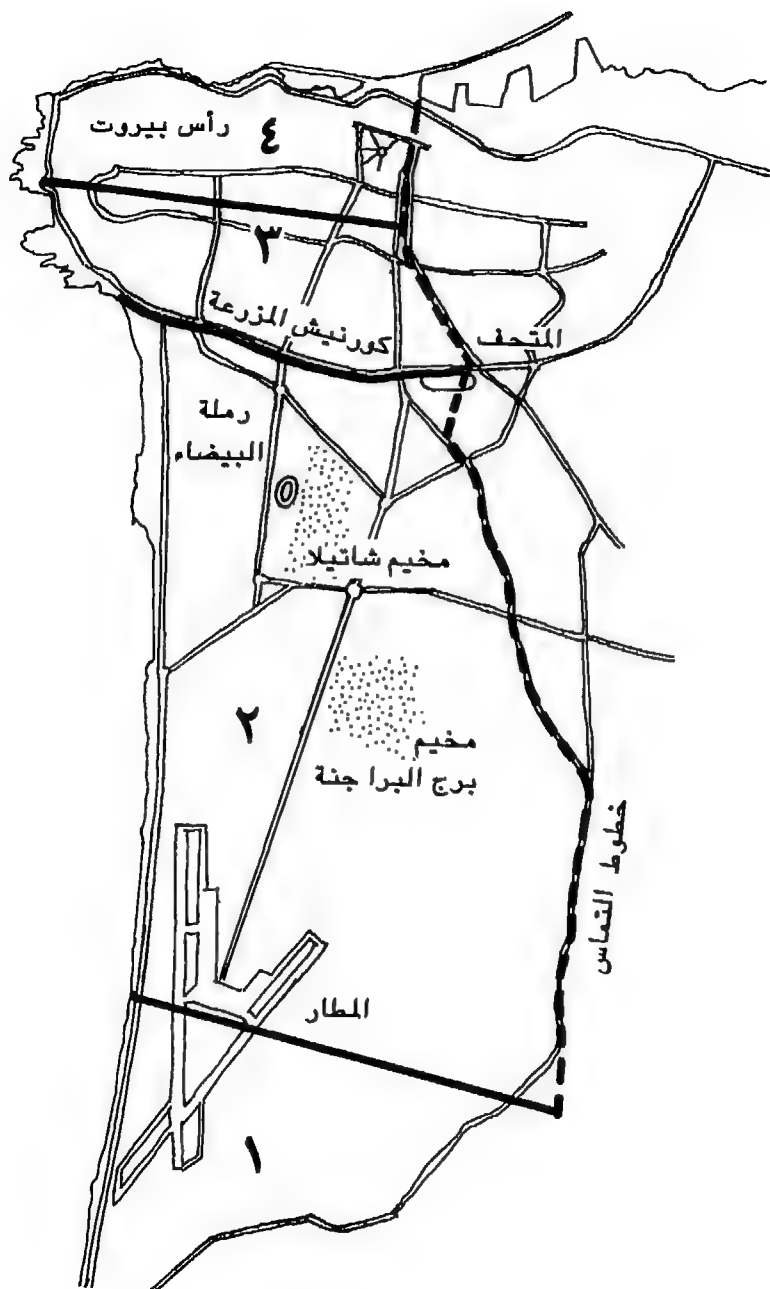 رأس بيروت
٤
٣
كورنيش المزرعة
المتحف
رملة
البيضاء
مخيم شاتيلا
٢
مخيم
برج البراجنة
خطوط التماس
المطار
١